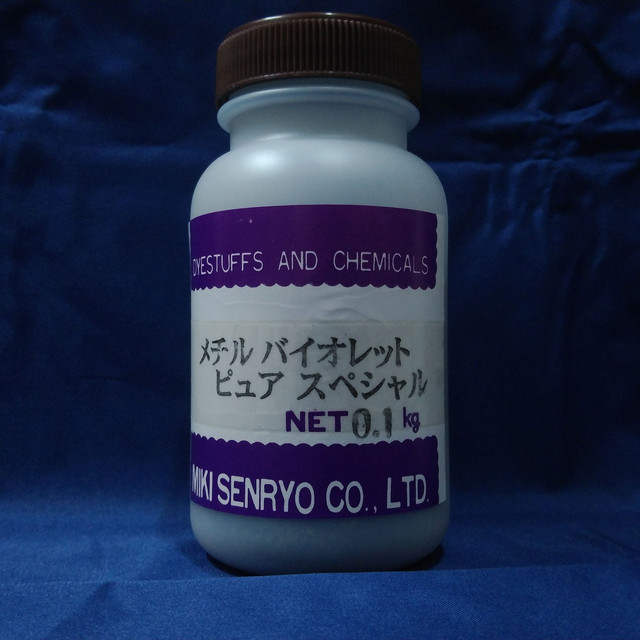 DYESTUFFS AND CHEMICALS
メチル バイオレット
ピュア スペシャル
NET 0.1 kg
MIKI SENRYO CO., LTD.